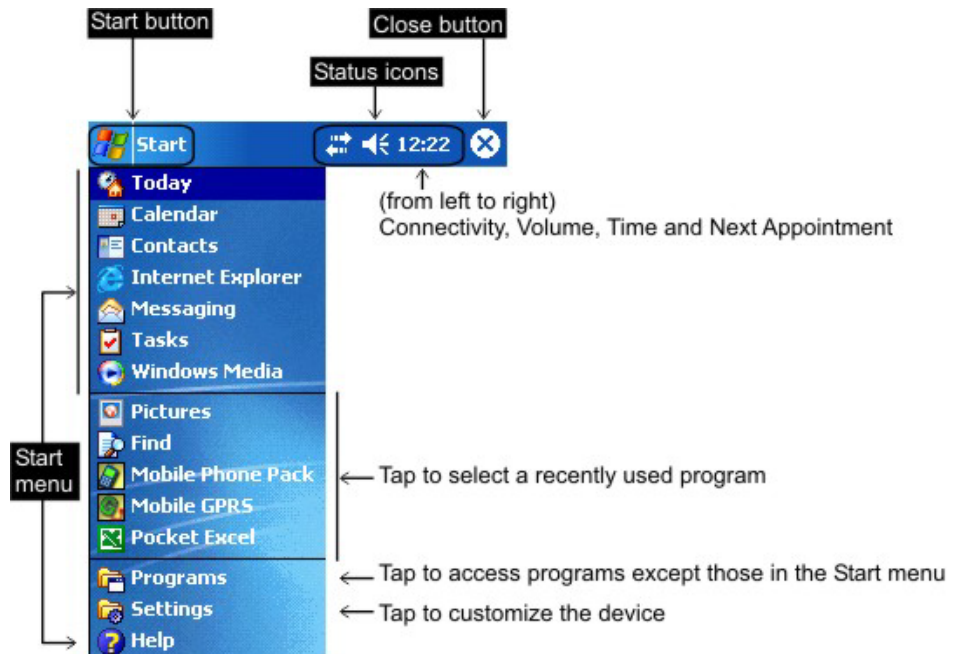 Start button
Close button
Status icons
Start
12:22
(from left to right)
Connectivity, Volume, Time and Next Appointment
Today
Calendar
Contacts
Internet Explorer
Messaging
Tasks
Windows Media
Pictures
Find
Mobile Phone Pack
Mobile GPRS
Pocket Excel
Start
menu
Tap to select a recently used program
Programs
Tap to access programs except those in the Start menu
Settings
Tap to customize the device
Help